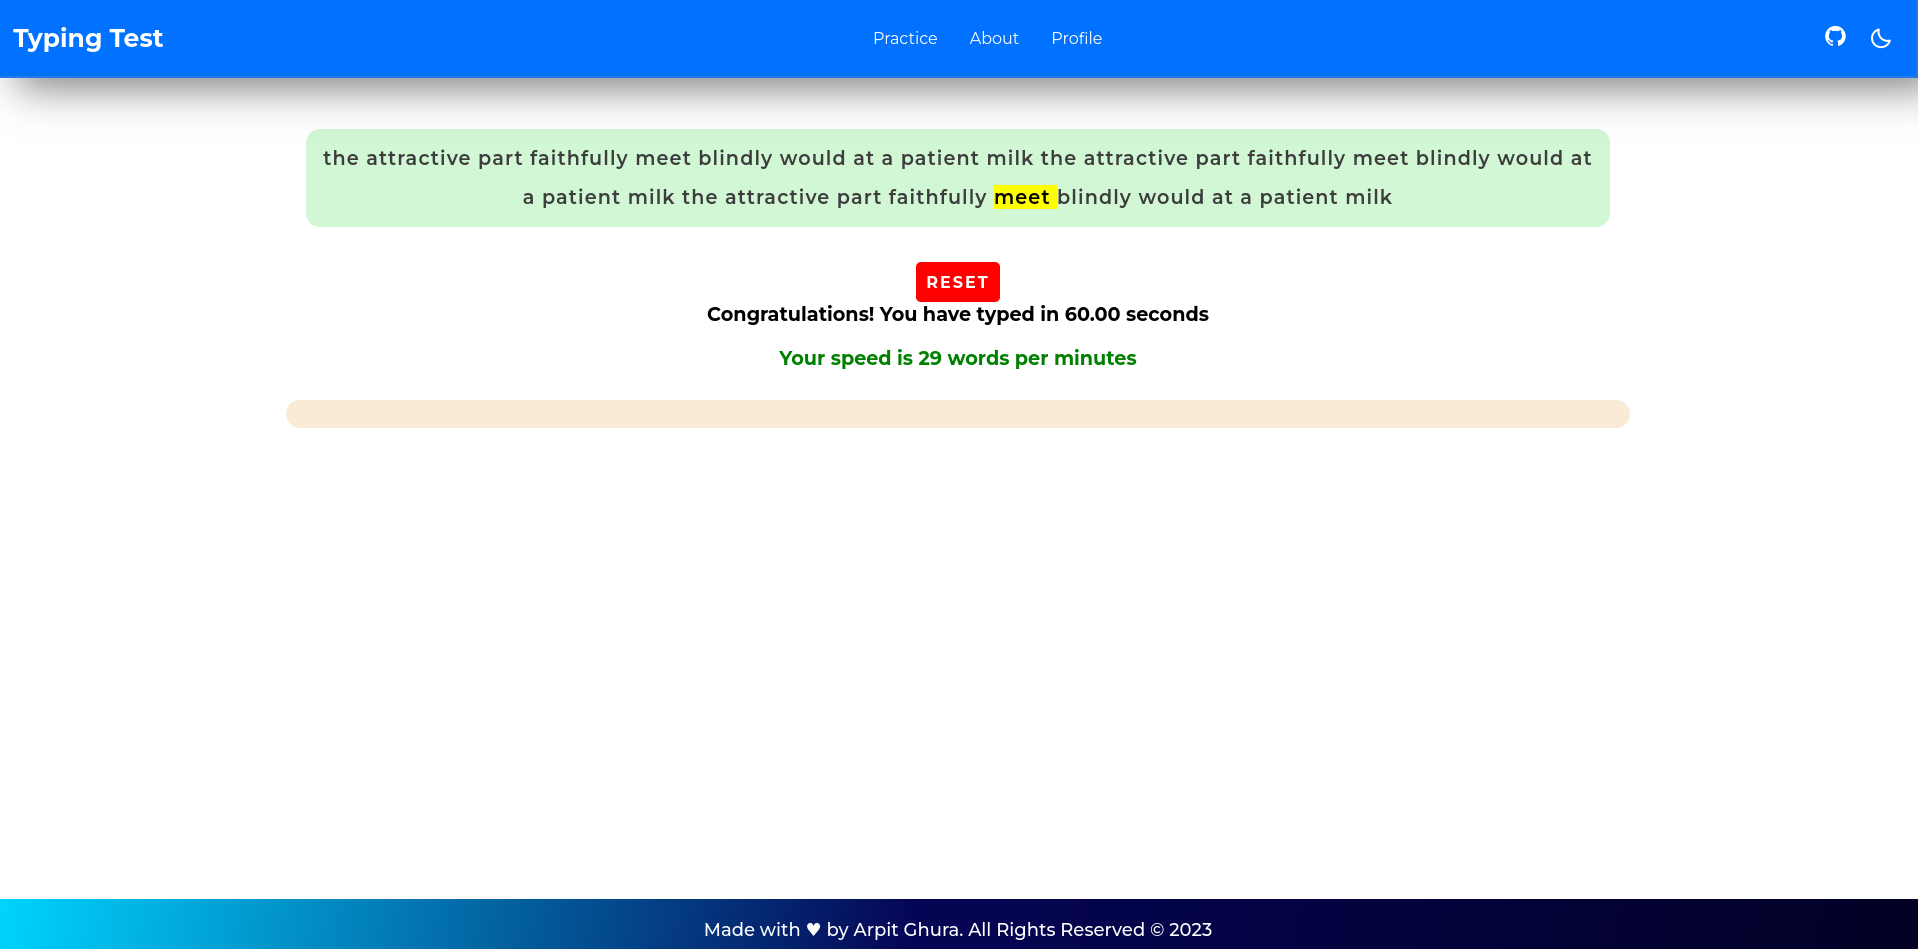 Typing Test
Practice About Profile
the attractive part faithfully meet blindly would at a patient milk the attractive part faithfully meet blindly would at
a patient milk the attractive part faithfully meet blindly would at a patient milk
RESET
Congratulations! You have typed in 60.00 seconds
Your speed is 29 words per minutes
Made with ♥ by Arpit Ghura. All Rights Reserved © 2023